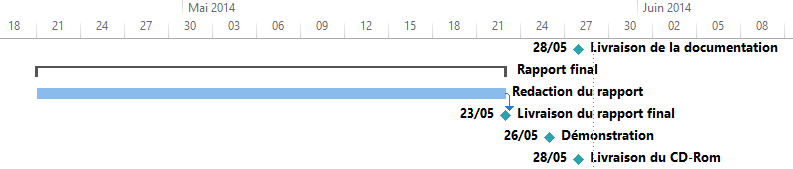 Mai 2014 Juin 2014
18 21 24 27 30 03 06 09 12 15 18 21 24 27 30 02 05 08
28/05 Livraison de la documentation
Rapport final
Redaction du rapport
23/05 Livraison du rapport final
26/05 Démonstration
28/05 Livraison du CD-Rom